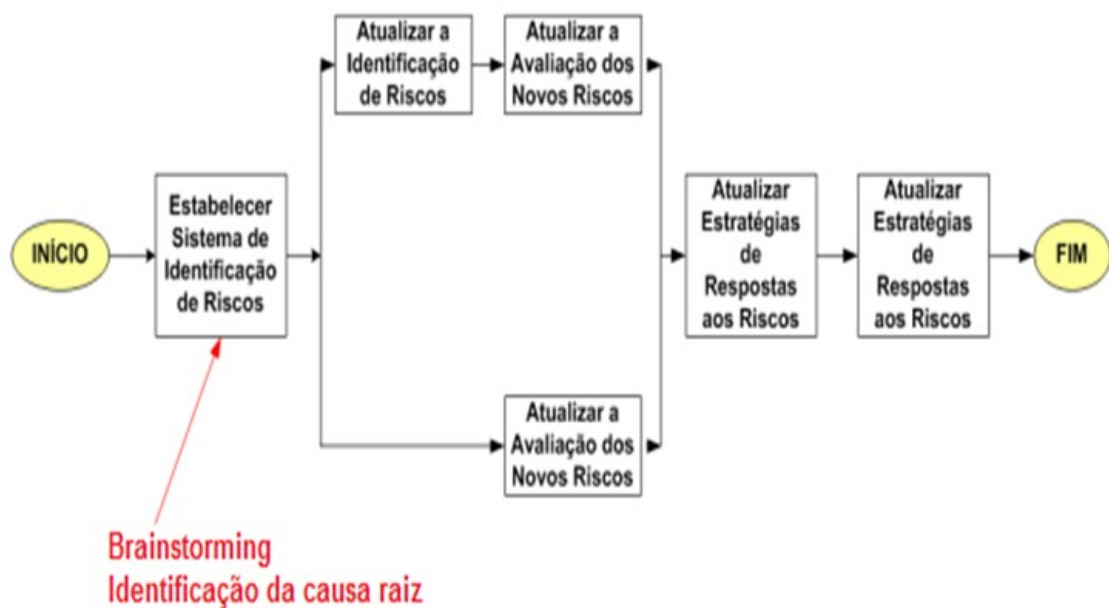 INÍCIO
Estabelecer
Sistema de
Identificação
de Riscos
Atualizar a
Identificação
de Riscos
Atualizar a
Avaliação dos
Novos Riscos
Atualizar a
Avaliação dos
Novos Riscos
Atualizar
Estratégias
de
Respostas
aos Riscos
Atualizar
Estratégias
de
Respostas
aos Riscos
FIM
Brainstorming
Identificação da causa raiz